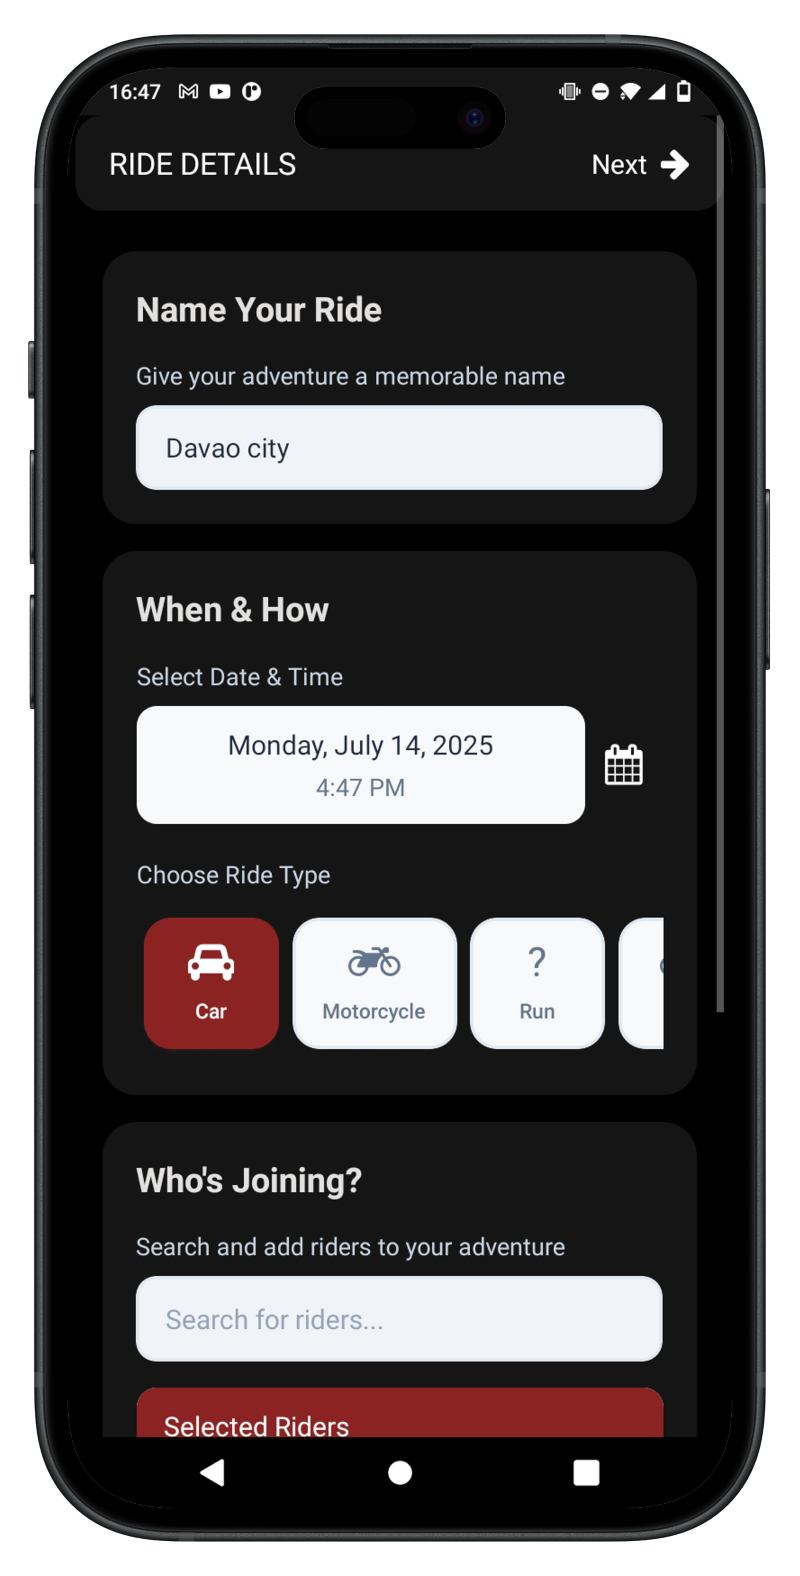 16:47
RIDE DETAILS
Next
Name Your Ride
Give your adventure a memorable name
Davao city
When & How
Select Date & Time
Monday, July 14, 2025
4:47 PM
Choose Ride Type
?
Car
Motorcycle
Run
Who's Joining?
Search and add riders to your adventure
Search for riders...
Selected Riders